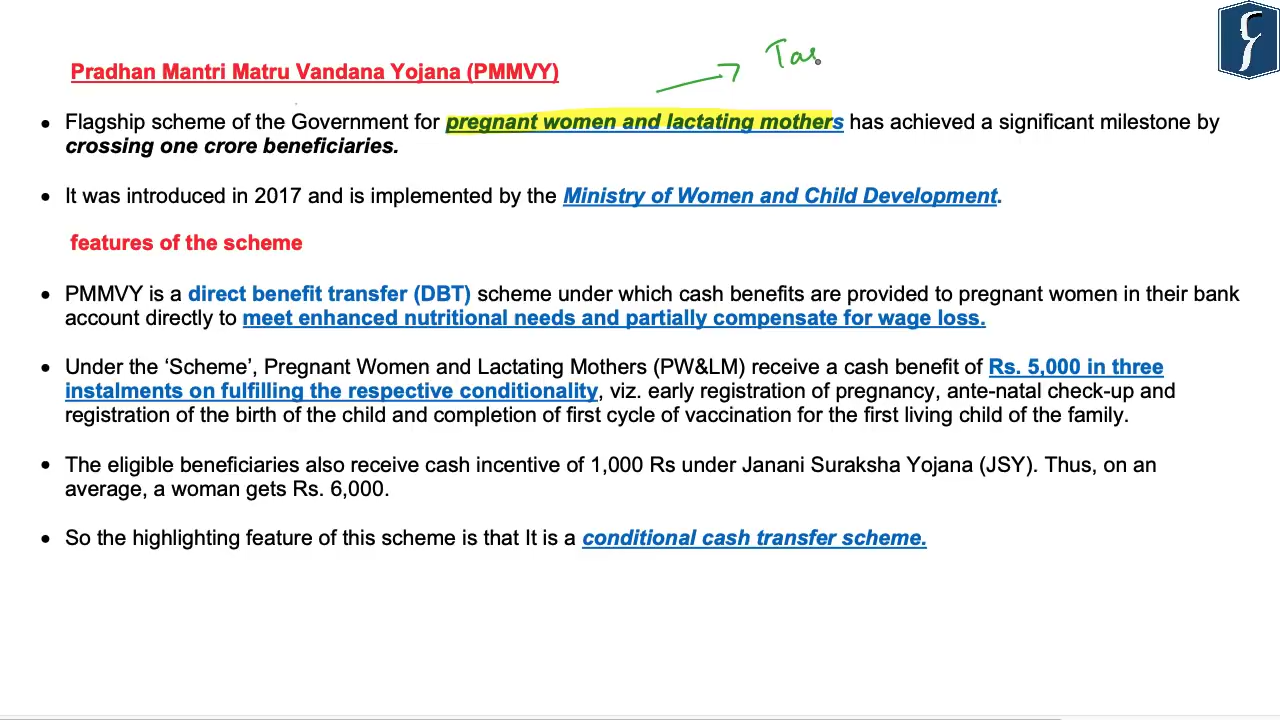 Tar
Pradhan Mantri Matru Vandana Yojana (PMMVY)
• Flagship scheme of the Government for pregnant women and lactating mothers has achieved a significant milestone by
crossing one crore beneficiaries.
• It was introduced in 2017 and is implemented by the Ministry of Women and Child Development.
features of the scheme
• PMMVY is a direct benefit transfer (DBT) scheme under which cash benefits are provided to pregnant women in their bank
account directly to meet enhanced nutritional needs and partially compensate for wage loss.
• Under the ‘Scheme’, Pregnant Women and Lactating Mothers (PW&LM) receive a cash benefit of Rs. 5,000 in three
instalments on fulfilling the respective conditionality, viz. early registration of pregnancy, ante-natal check-up and
registration of the birth of the child and completion of first cycle of vaccination for the first living child of the family.
• The eligible beneficiaries also receive cash incentive of 1,000 Rs under Janani Suraksha Yojana (JSY). Thus, on an
average, a woman gets Rs. 6,000.
• So the highlighting feature of this scheme is that It is a conditional cash transfer scheme.